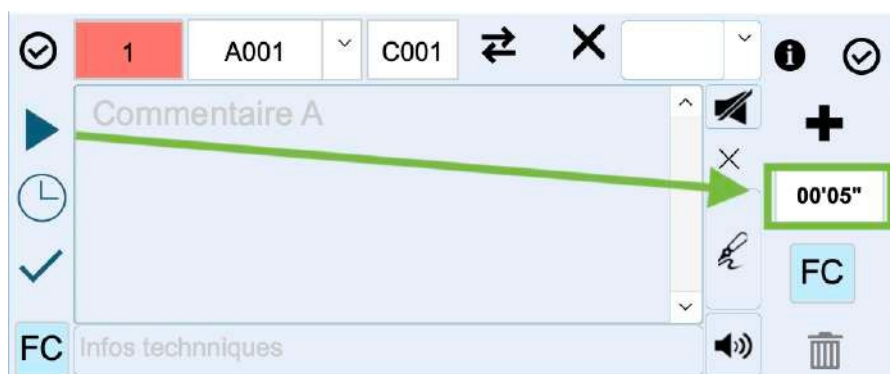 1 A001 C001
Commentaire A
00'05"
FC
FC Infos technniques